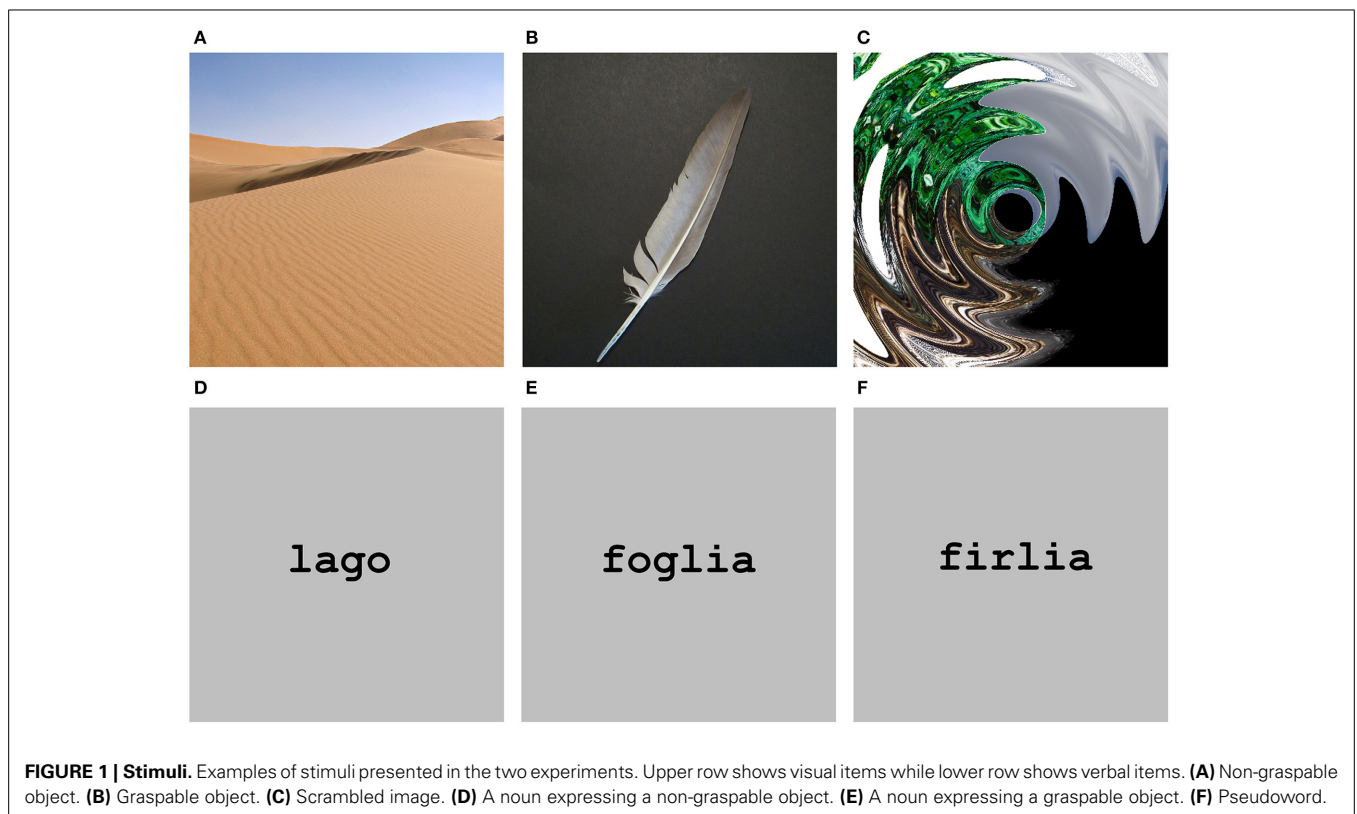 A B C
D E F
lago foglia firlia
FIGURE 1 | Stimuli. Examples of stimuli presented in the two experiments. Upper row shows visual items while lower row shows verbal items. (A) Non-graspable
object. (B) Graspable object. (C) Scrambled image. (D) A noun expressing a non-graspable object. (E) A noun expressing a graspable object. (F) Pseudoword.